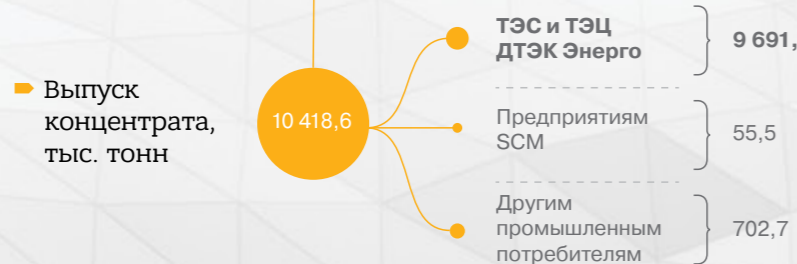 Выпуск
концентрата,
тыс. тонн
10 418,6
ТЭС и ТЭЦ
ДТЭК Энерго
9 691,
Предприятиям
SCM
55,5
Другим
промышленным
потребителям
702,7